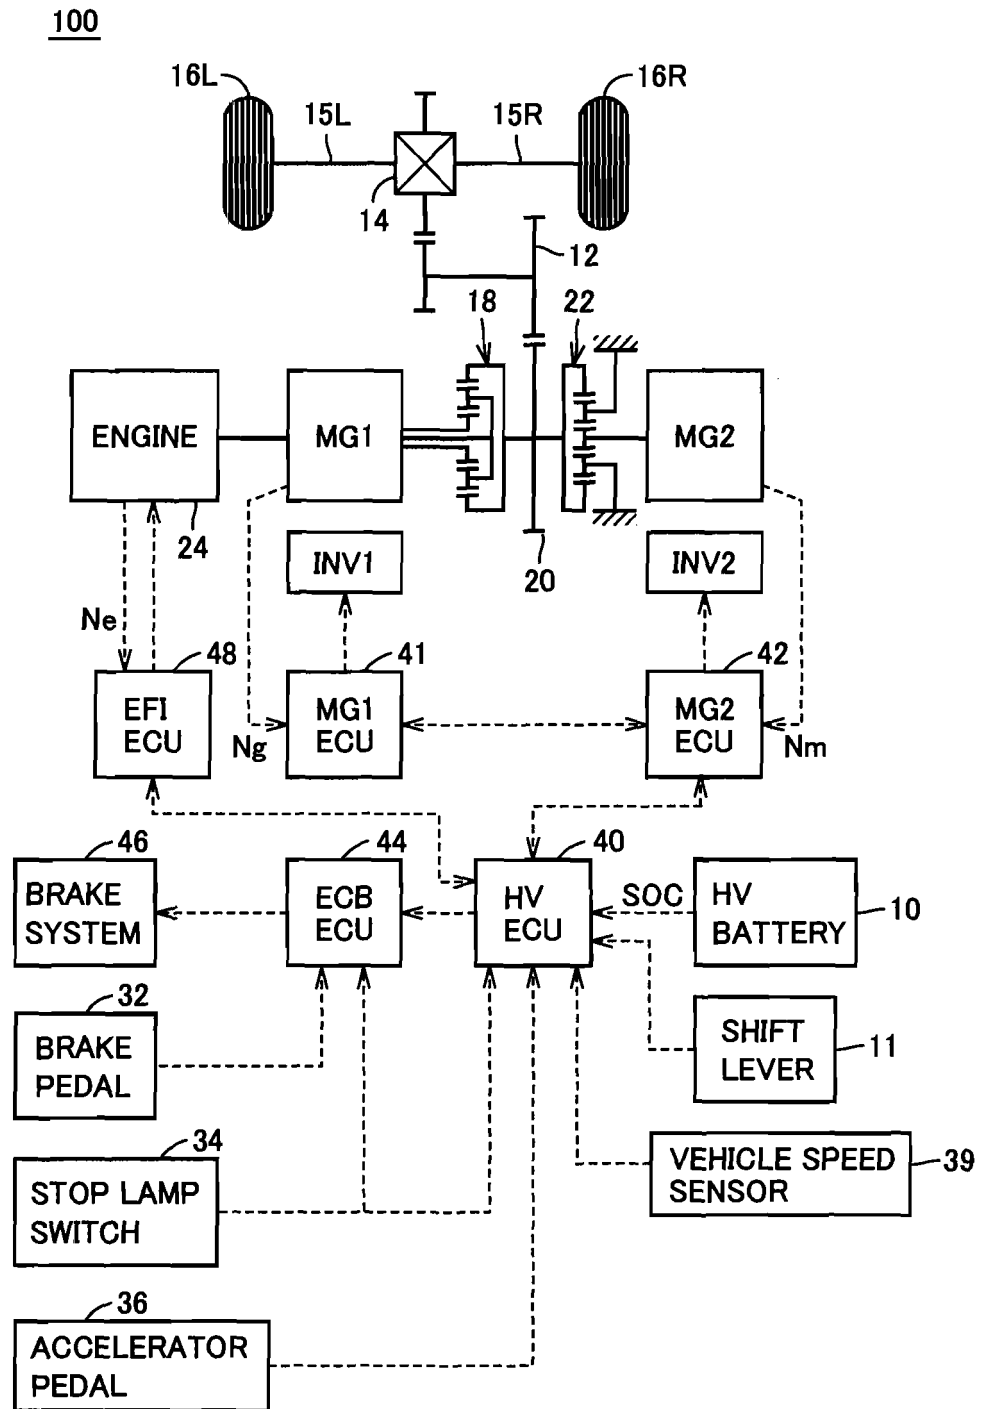 100
16L
16R
15L
15R
14
12
18
22
ENGINE
MG1
MG2
24
INV1
20
INV2
Ne
48
41
42
EFI
ECU
MG1
ECU
MG2
ECU
Ng
Nm
46
44
40
BRAKE
SYSTEM
ECB
ECU
HV
ECU
SOC
HV
BATTERY
10
32
BRAKE
PEDAL
SHIFT
LEVER
11
34
STOP LAMP
SWITCH
VEHICLE SPEED
SENSOR
39
36
ACCELERATOR
PEDAL